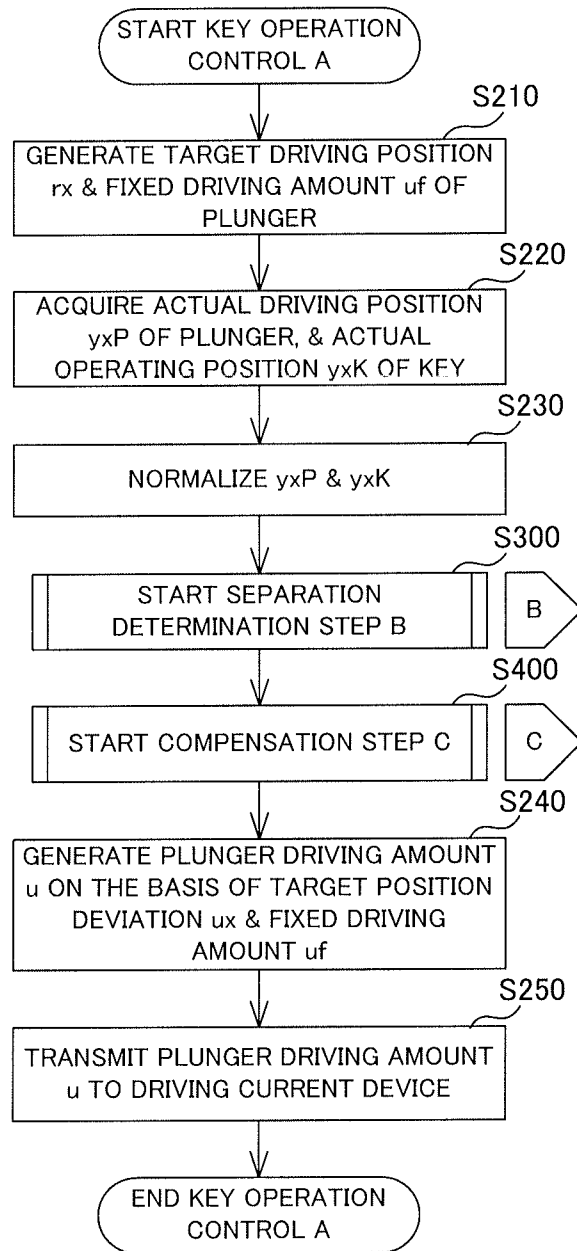 START KEY OPERATION
CONTROL A
S210
GENERATE TARGET DRIVING POSITION
rx & FIXED DRIVING AMOUNT uf OF
PLUNGER
S220
ACQUIRE ACTUAL DRIVING POSITION
yxP OF PLUNGER, & ACTUAL
OPERATING POSITION yxK OF KEY
S230
NORMALIZE yxP & yxK
S300
START SEPARATION
DETERMINATION STEP B
B
S400
START COMPENSATION STEP C
C
S240
GENERATE PLUNGER DRIVING AMOUNT
u ON THE BASIS OF TARGET POSITION
DEVIATION ux & FIXED DRIVING
AMOUNT uf
S250
TRANSMIT PLUNGER DRIVING AMOUNT
u TO DRIVING CURRENT DEVICE
END KEY OPERATION
CONTROL A